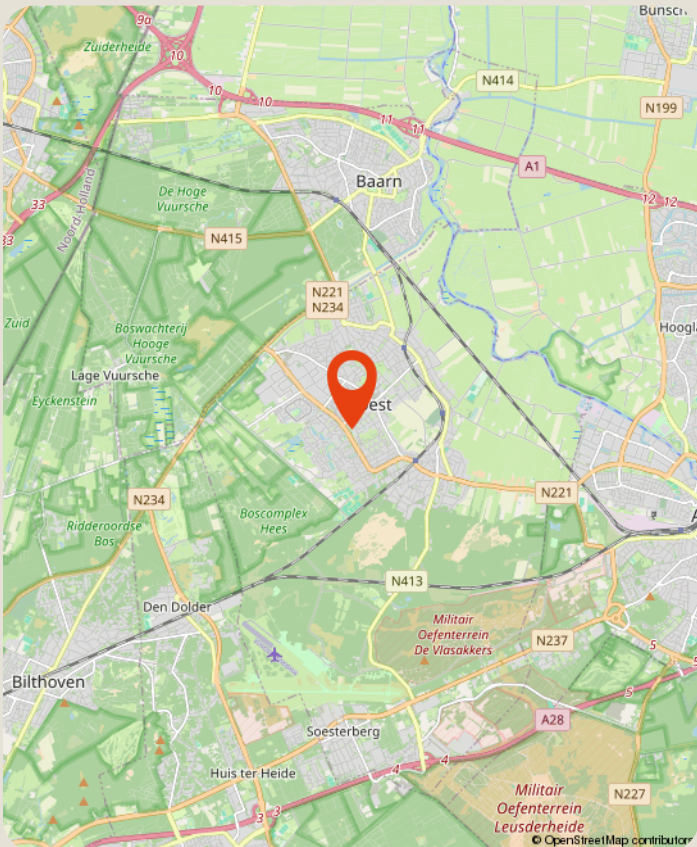 Bunsch
9a
Zuiderheide
10
10
10
N414
N199
11
11
A1
Baarn
De Hoge
Vuursche
33
33
Noord-Holland
12
12
N415
N221
N234
Zuid
Boswachterij
Hooge
Vuursche
Hoogla
Lage Vuursche
Eyckenstein
est
N234
N221
Boscomplex
Hees
Ridderoordse
Bos
A
N413
Den Dolder
Militair
Oefenterrein
De Vlasakkers
N237
5
5
Bilthoven
5
A28
Soesterberg
Huis ter Heide
4
4
Militair
Oefenterrein
Leusderheide
N227
3
3
© OpenStreetMap contributors